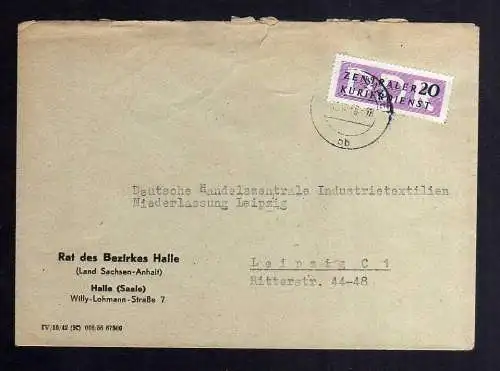 ZENTRALER 20
KURIERDIENST
bb
Deutsche Handelszentrale Industrietextilien
Niederlassung Leipzig
Rat des Bezirkes Halle
(Land Sachsen-Anhalt)
Halle (Saale)
Willy-Lohmann-Straße 7
Leipzig C 1
Ritterstr. 44-48